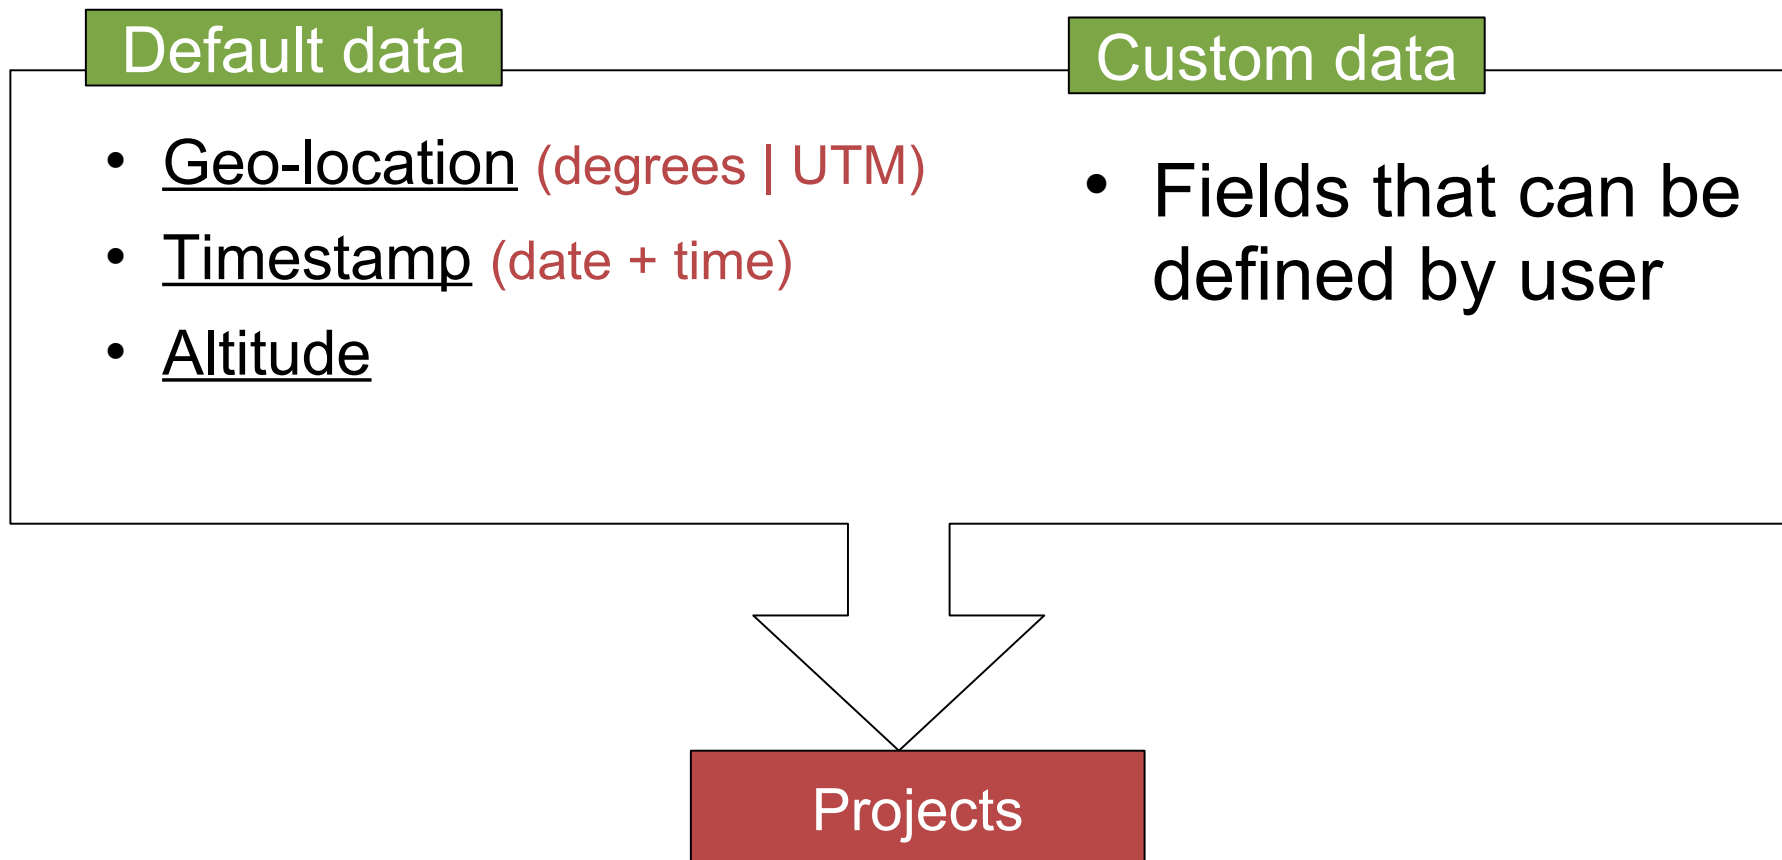 Default data
Custom data
• Geo-location (degrees | UTM)
• Timestamp (date + time)
• Altitude
• Fields that can be
defined by user
Projects